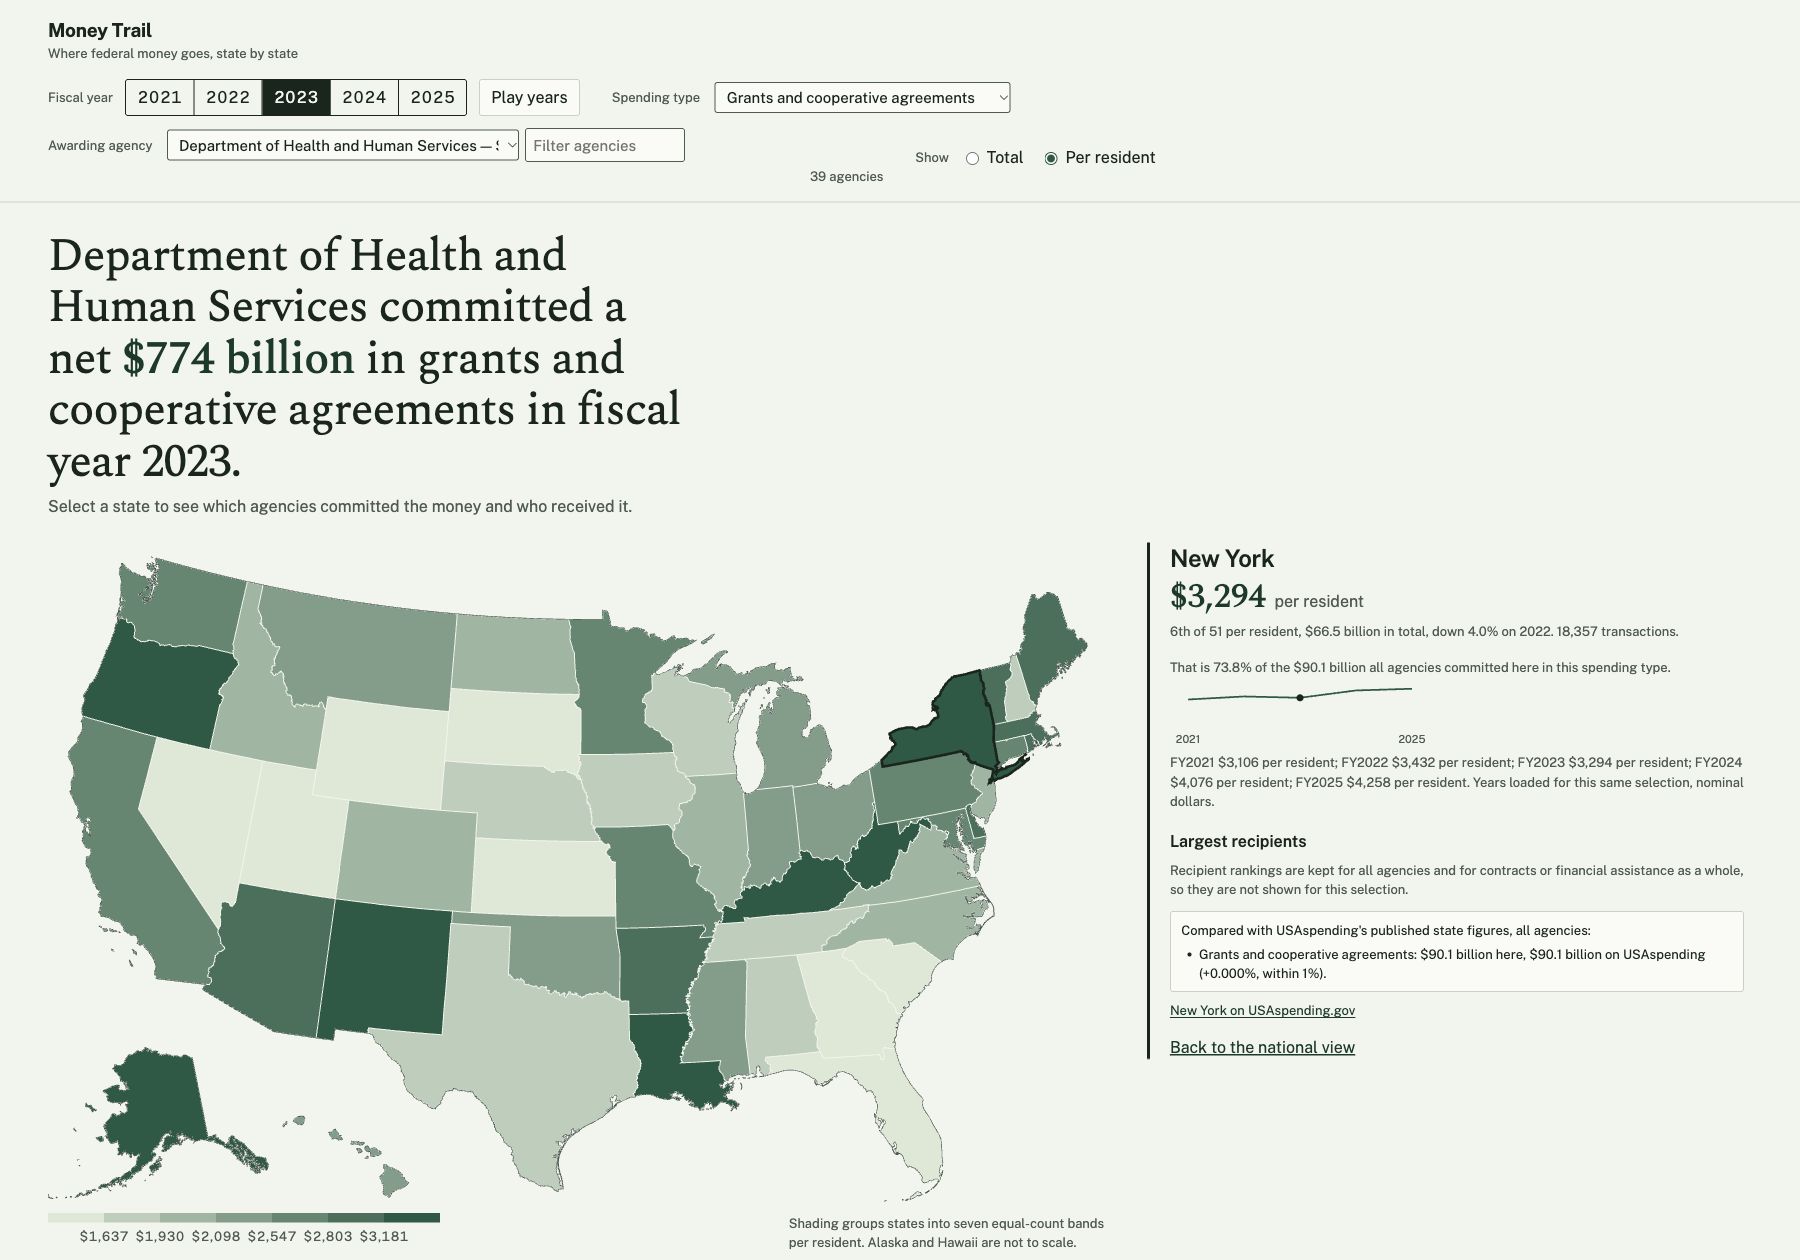 Money Trail
Where federal money goes, state by state
Fiscal year 2021 2022 2023 2024 2025 Play years Spending type Grants and cooperative agreements
Awarding agency Department of Health and Human Services — Filter agencies
Show Total Per resident
39 agencies
Department of Health and
Human Services committed a
net $774 billion in grants and
cooperative agreements in fiscal
year 2023.
Select a state to see which agencies committed the money and who received it.
New York
$3,294 per resident
6th of 51 per resident, $66.5 billion in total, down 4.0% on 2022. 18,357 transactions.
That is 73.8% of the $90.1 billion all agencies committed here in this spending type.
2021 2025
FY2021 $3,106 per resident; FY2022 $3,432 per resident; FY2023 $3,294 per resident; FY2024
$4,076 per resident; FY2025 $4,258 per resident. Years loaded for this same selection, nominal
dollars.
Largest recipients
Recipient rankings are kept for all agencies and for contracts or financial assistance as a whole,
so they are not shown for this selection.
Compared with USAspending's published state figures, all agencies:
• Grants and cooperative agreements: $90.1 billion here, $90.1 billion on USAspending
(+0.000%, within 1%).
New York on USAspending.gov
Back to the national view
$1,637 $1,930 $2,098 $2,547 $2,803 $3,181
Shading groups states into seven equal-count bands
per resident. Alaska and Hawaii are not to scale.